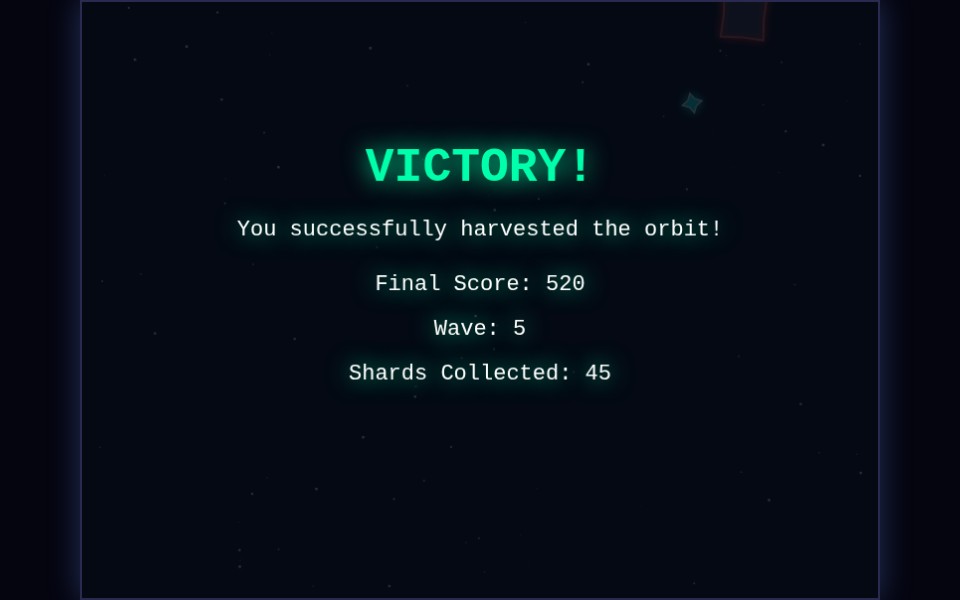 VICTORY!
You successfully harvested the orbit!
Final Score: 520
Wave: 5
Shards Collected: 45